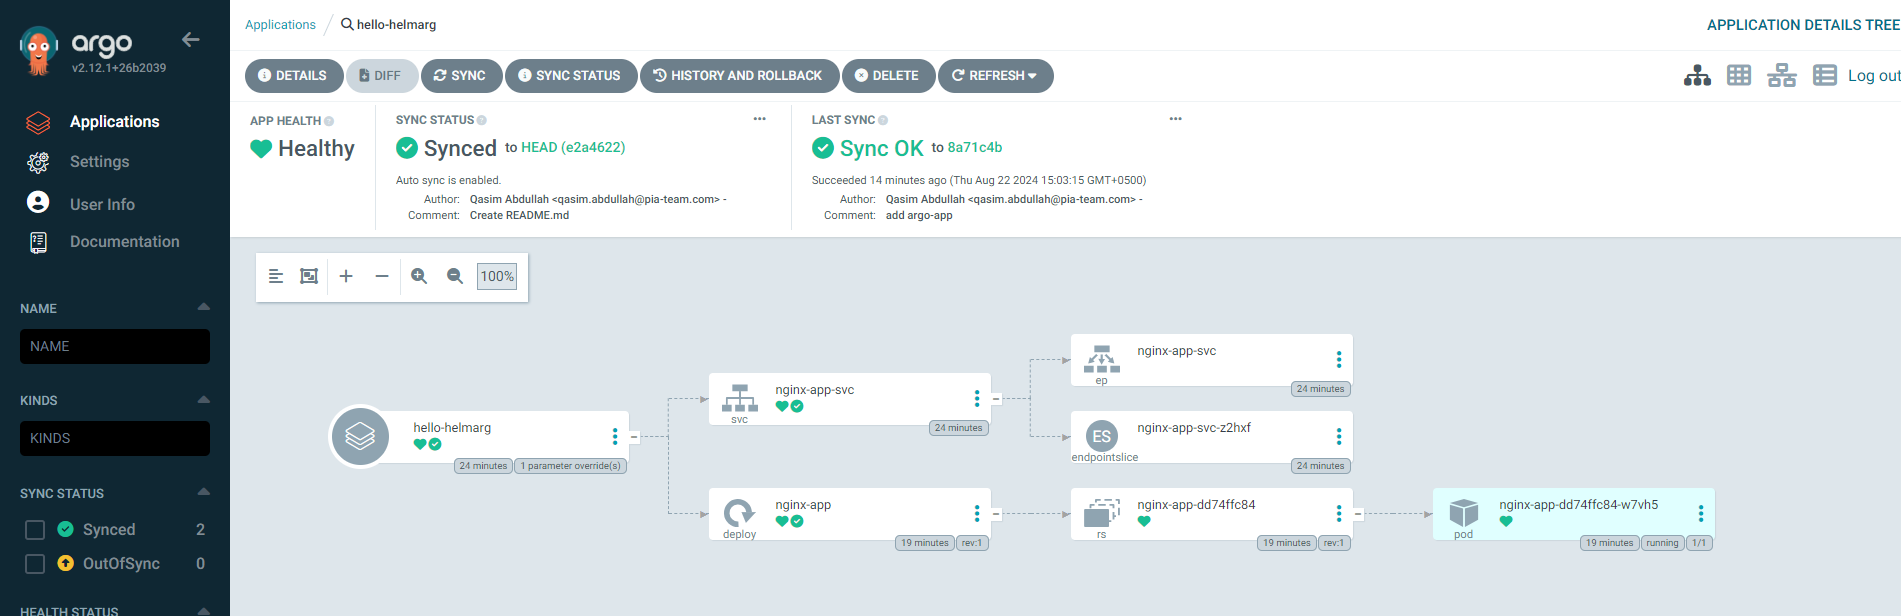 argo
v2.12.1+26b2039
Applications
Settings
User Info
Documentation
NAME
NAME
KINDS
KINDS
SYNC STATUS
Synced 2
OutOfSync 0
HEALTH STATUS
Applications / hello-helmarg
APPLICATION DETAILS TREE
DETAILS DIFF SYNC SYNC STATUS HISTORY AND ROLLBACK DELETE REFRESH
Log out
APP HEALTH
Healthy
SYNC STATUS
Synced to HEAD (e2a4622)
Auto sync is enabled.
Author: Qasim Abdullah <qasim.abdullah@pia-team.com> -
Comment: Create README.md
LAST SYNC
Sync OK to 8a71c4b
Succeeded 14 minutes ago (Thu Aug 22 2024 15:03:15 GMT+0500)
Author: Qasim Abdullah <qasim.abdullah@pia-team.com> -
Comment: add argo-app
100%
hello-helmarg
24 minutes 1 parameter override(s)
nginx-app-svc
svc
24 minutes
nginx-app
deploy
19 minutes rev:1
nginx-app-svc
ep
24 minutes
ES
nginx-app-svc-z2hxf
endpointslice
24 minutes
nginx-app-dd74ffc84
rs
19 minutes rev:1
nginx-app-dd74ffc84-w7vh5
pod
19 minutes running 1/1